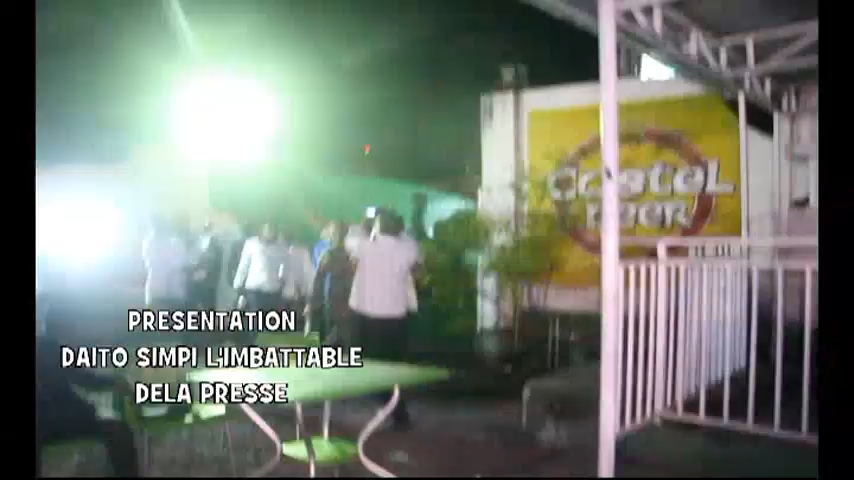 CASTEL
BEER
PRESENTATION
DAITO SIMPI L'IMBATTABLE
DELA PRESSE